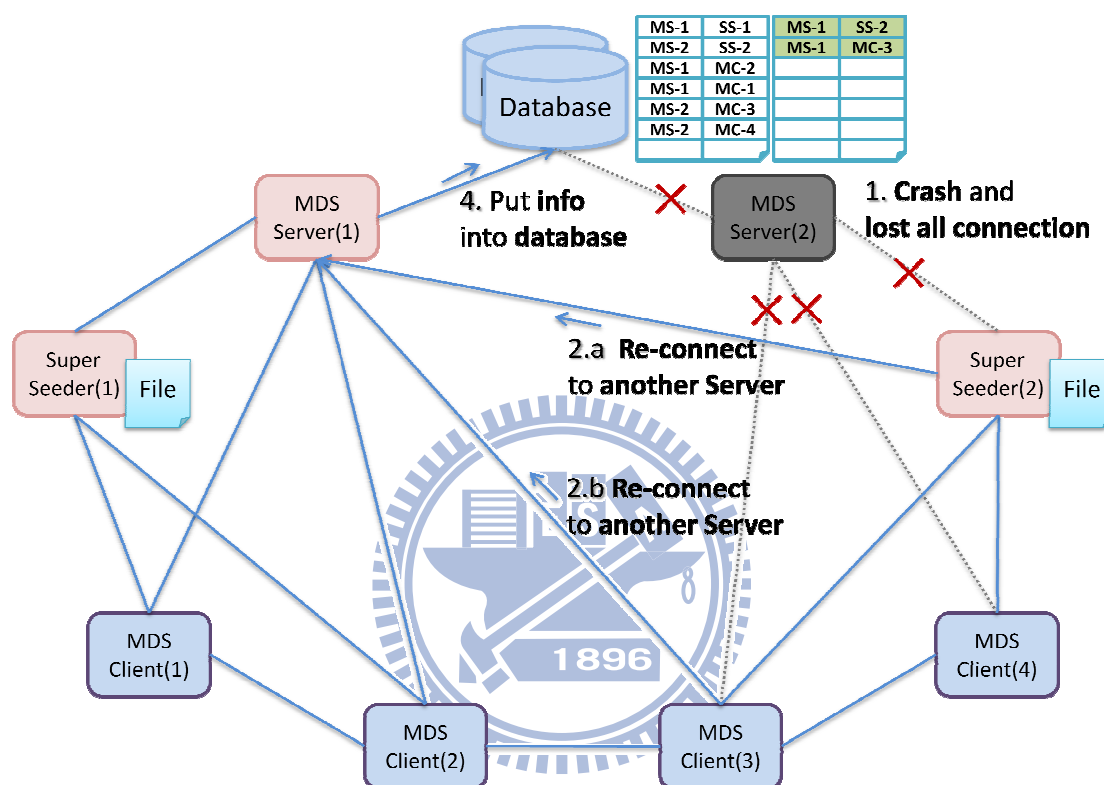 MS-1 SS-1 MS-1 SS-2
MS-2 SS-2 MS-1 MC-3
MS-1 MC-2
MS-1 MC-1
MS-2 MC-3
MS-2 MC-4
Database
MDS
Server(1)
4. Put info
into database
MDS
Server(2)
1. Crash and
lost all connection
2.a Re-connect
to another Server
Super
Seeder(1)
File
Super
Seeder(2)
File
2.b Re-connect
to another Server
MDS
Client(1)
1896
MDS
Client(4)
MDS
Client(2)
MDS
Client(3)